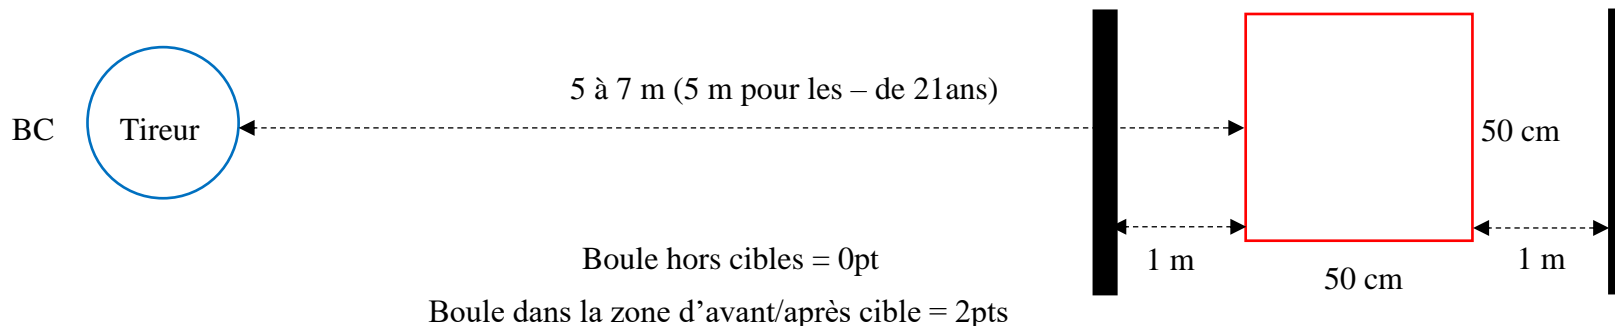 5 à 7 m (5 m pour les – de 21ans)
BC
Tireur
50 cm
Boule hors cibles = 0pt
1 m
1 m
50 cm
Boule dans la zone d’avant/après cible = 2pts